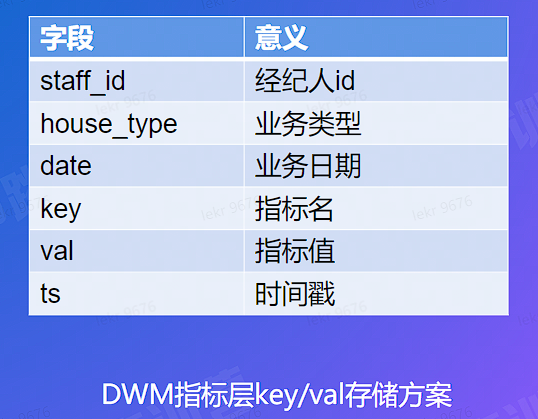 字段 意义
staff_id 经纪人id
house_type 业务类型
date 业务日期
key 指标名
val 指标值
ts 时间戳
DWM指标层key/val存储方案
lekr 9676